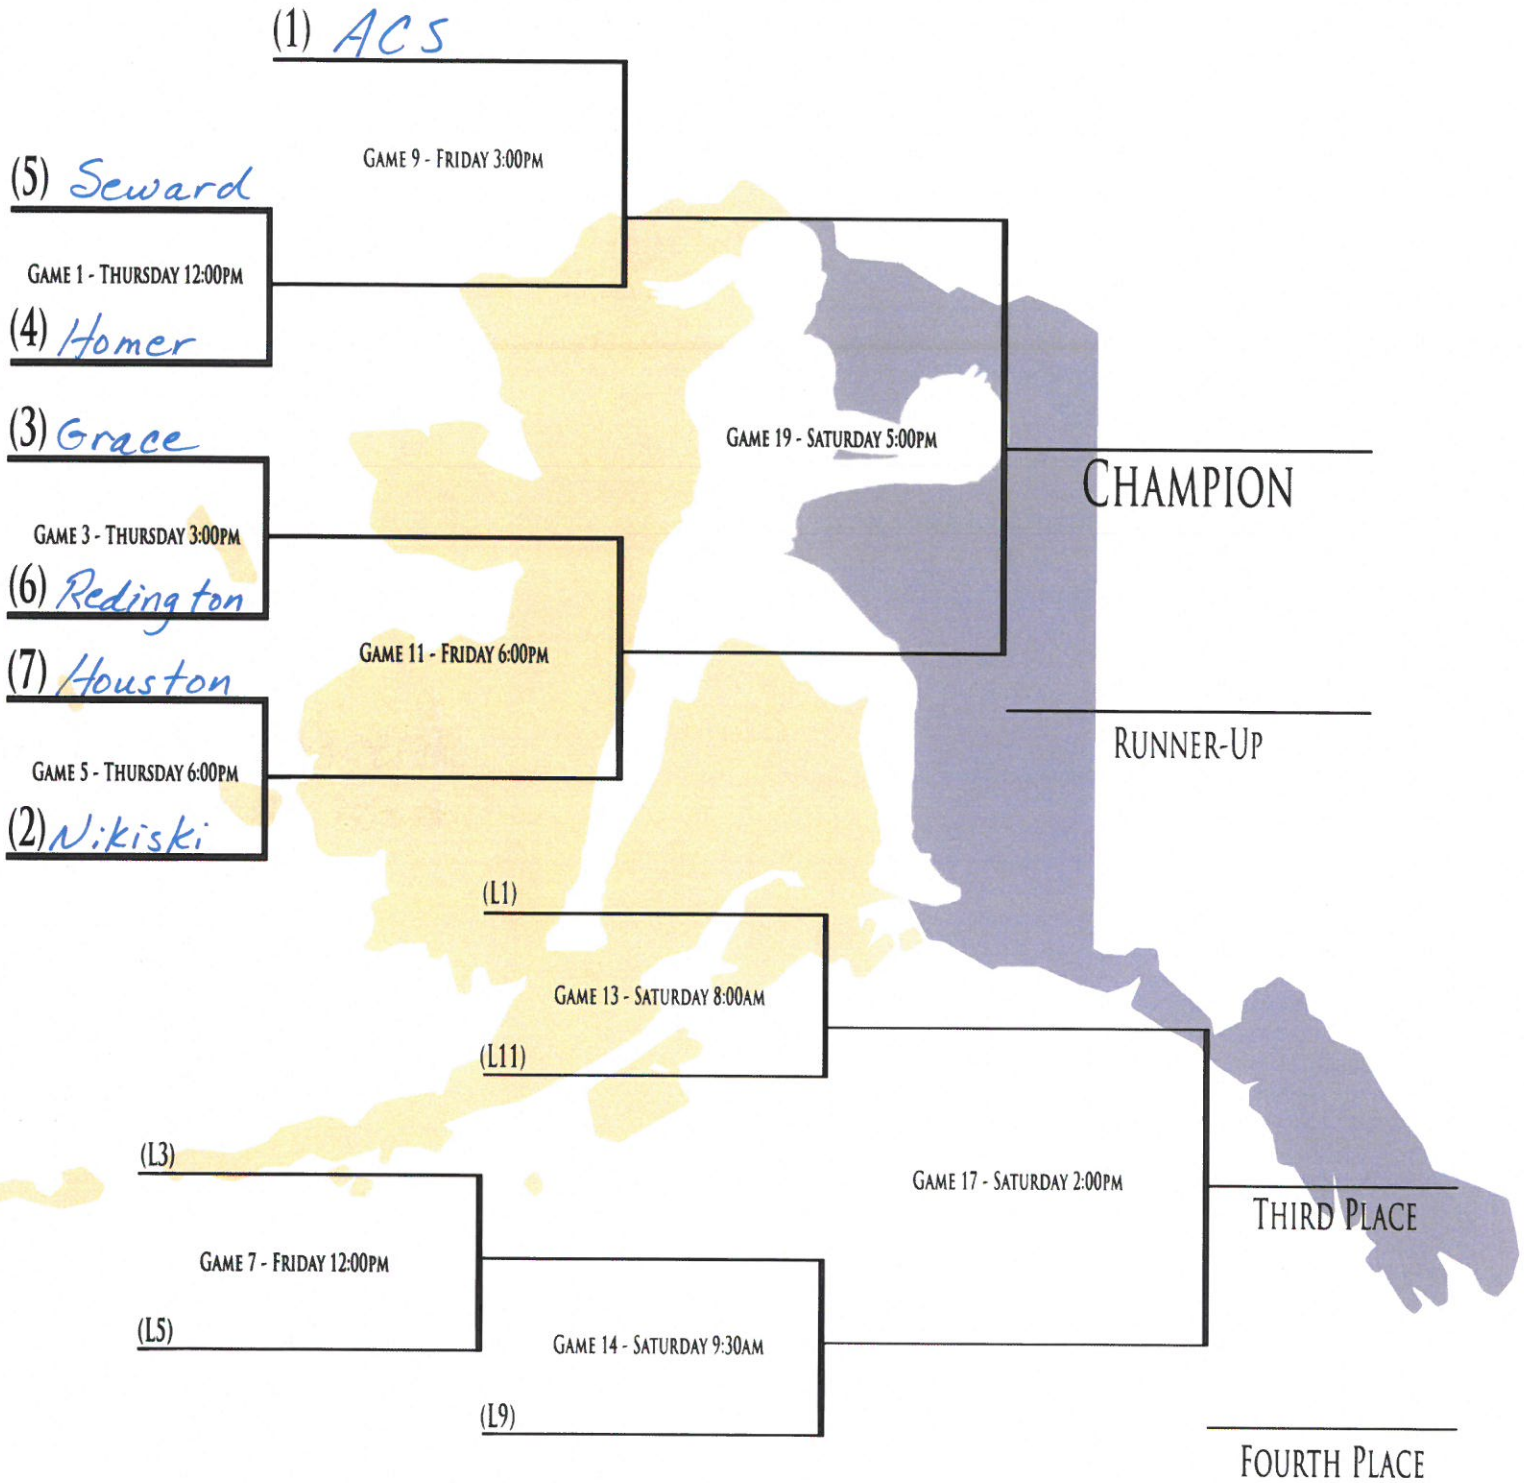 (1) ACS
GAME 9 - FRIDAY 3:00PM
(5) Seward
GAME 1 - THURSDAY 12:00PM
(4) Homer
(3) Grace
GAME 3 - THURSDAY 3:00PM
(6) Redington
GAME 11 - FRIDAY 6:00PM
(7) Houston
GAME 5 - THURSDAY 6:00PM
(2) Nikiski
GAME 19 - SATURDAY 5:00PM
CHAMPION
RUNNER-UP
(L1)
GAME 13 - SATURDAY 8:00AM
(L11)
(L3)
GAME 7 - FRIDAY 12:00PM
(L5)
GAME 14 - SATURDAY 9:30AM
(L9)
GAME 17 - SATURDAY 2:00PM
THIRD PLACE
FOURTH PLACE